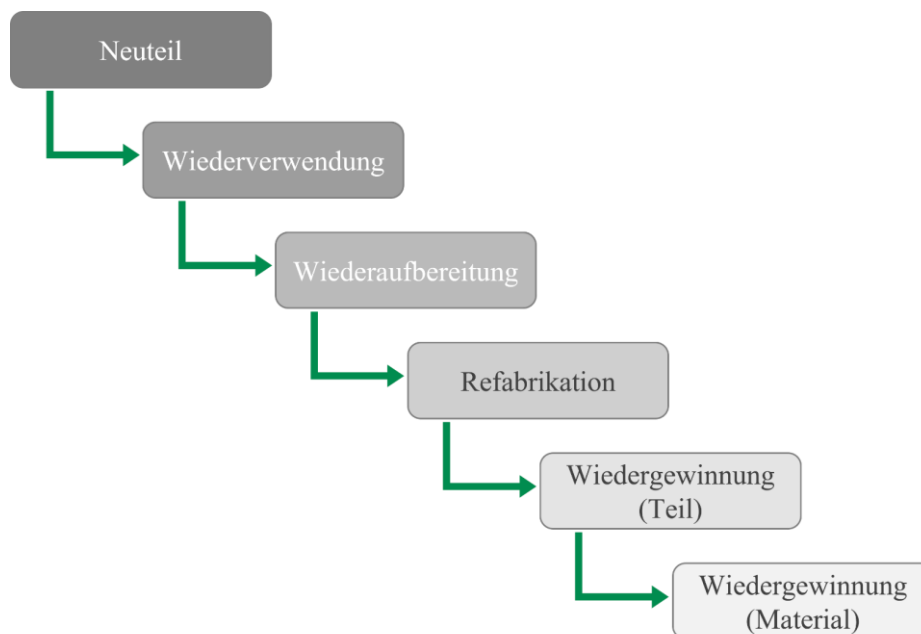 Neuteil
Wiederverwendung
Wiederaufbereitung
Refabrikation
Wiedergewinnung
(Teil)
Wiedergewinnung
(Material)